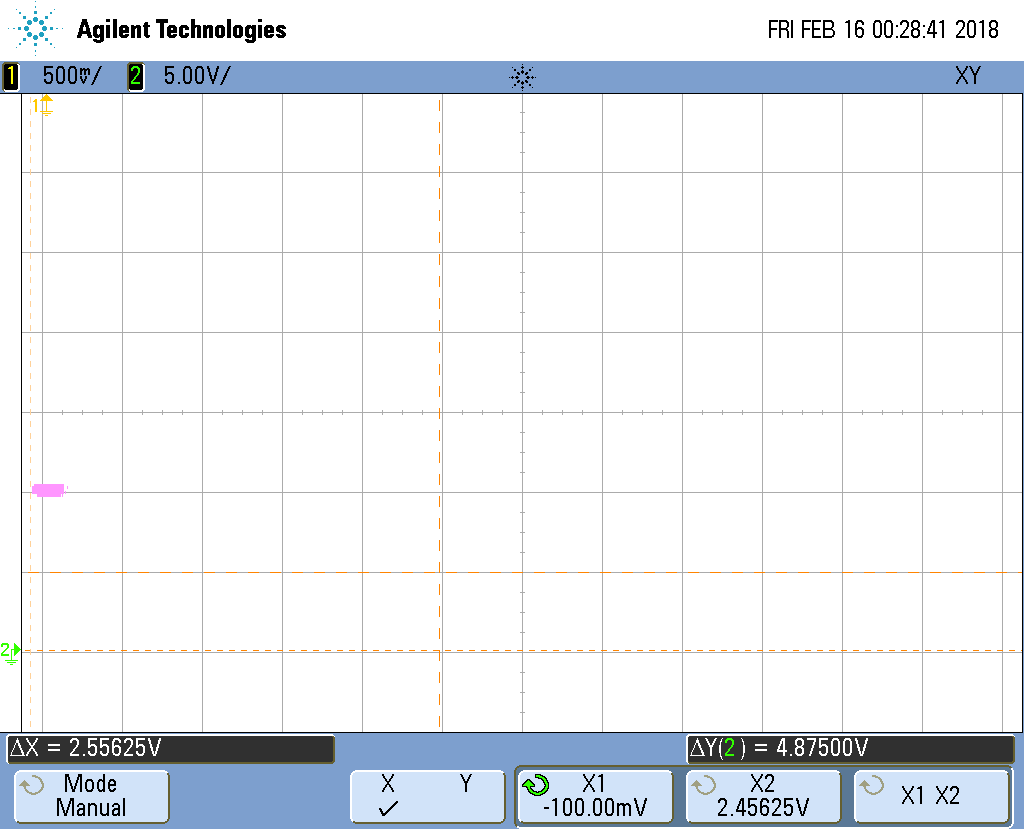 Agilent Technologies
FRI FEB 16 00:28:41 2018
1 500mV/ 2 5.00V/ XY
1
2
ΔX = 2.55625V ΔY(2) = 4.87500V
Mode
Manual
X Y
✓
X1
-100.00mV
X2
2.45625V
X1 X2